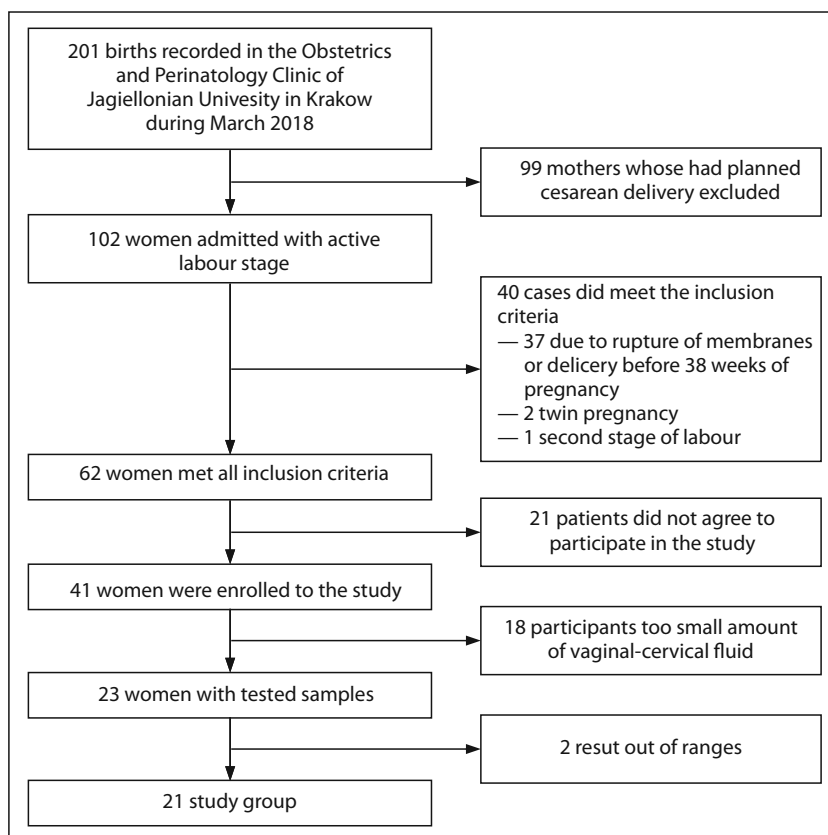 201 births recorded in the Obstetrics
and Perinatology Clinic of
Jagiellonian Univesity in Krakow
during March 2018
99 mothers whose had planned
cesarean delivery excluded
102 women admitted with active
labour stage
40 cases did meet the inclusion
criteria
— 37 due to rupture of membranes
or delicery before 38 weeks of
pregnancy
— 2 twin pregnancy
— 1 second stage of labour
62 women met all inclusion criteria
21 patients did not agree to
participate in the study
41 women were enrolled to the study
18 participants too small amount
of vaginal-cervical fluid
23 women with tested samples
2 resut out of ranges
21 study group